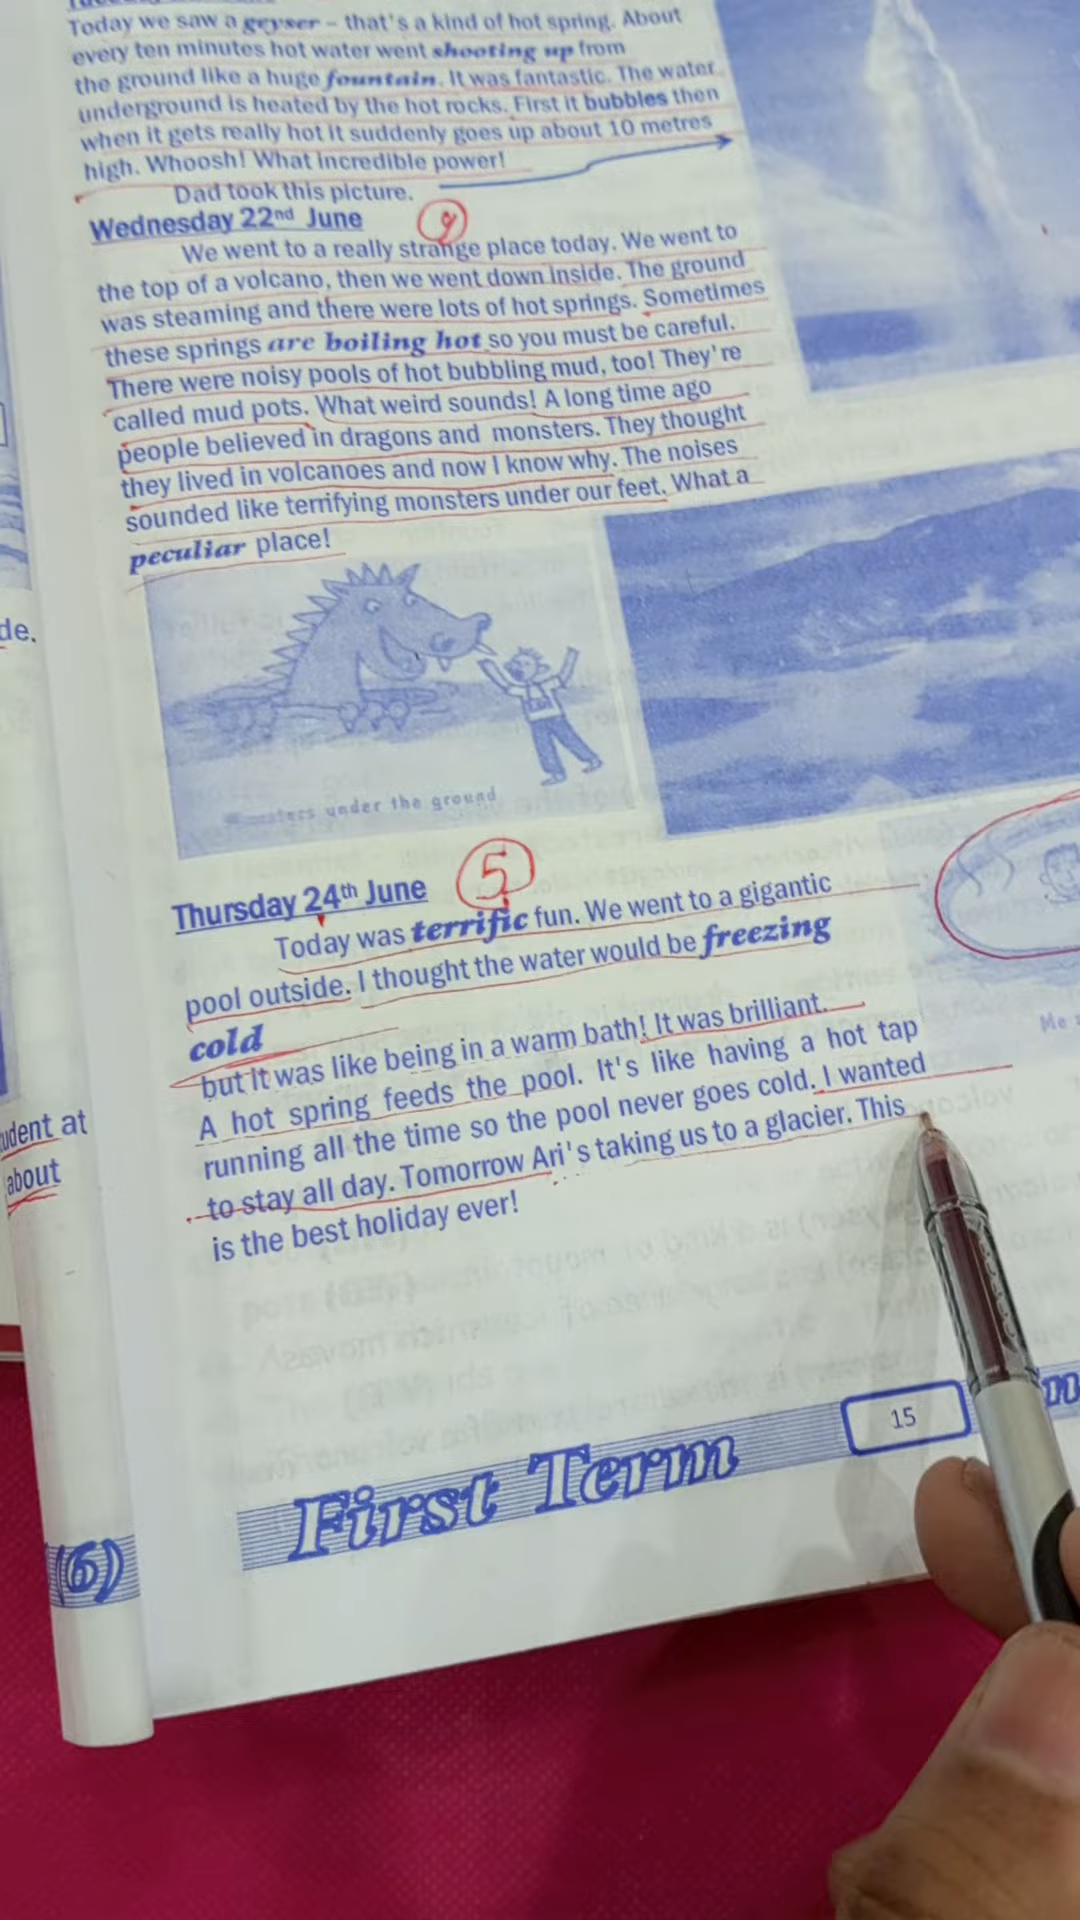 Today we saw a geyser – that's a kind of hot spring. About
every ten minutes hot water went shooting up from
the ground like a huge fountain. It was fantastic. The water
underground is heated by the hot rocks. First it bubbles then
when it gets really hot it suddenly goes up about 10 metres
high. Whoosh! What incredible power!
Dad took this picture.
Wednesday 22nd June
We went to a really strange place today. We went to
the top of a volcano, then we went down inside. The ground
was steaming and there were lots of hot springs. Sometimes
these springs are boiling hot so you must be careful.
There were noisy pools of hot bubbling mud, too! They're
called mud pots. What weird sounds! A long time ago
people believed in dragons and monsters. They thought
they lived in volcanoes and now I know why. The noises
sounded like terrifying monsters under our feet. What a
peculiar place!
de.
under the ground
Thursday 24th June
5
Today was terrific fun. We went to a gigantic
pool outside. I thought the water would be freezing
cold
but it was like being in a warm bath! It was brilliant.
A hot spring feeds the pool. It's like having a hot tap
running all the time so the pool never goes cold. I wanted
to stay all day. Tomorrow Ari's taking us to a glacier. This
is the best holiday ever!
Me
udent at
about
15
First Term
(6)